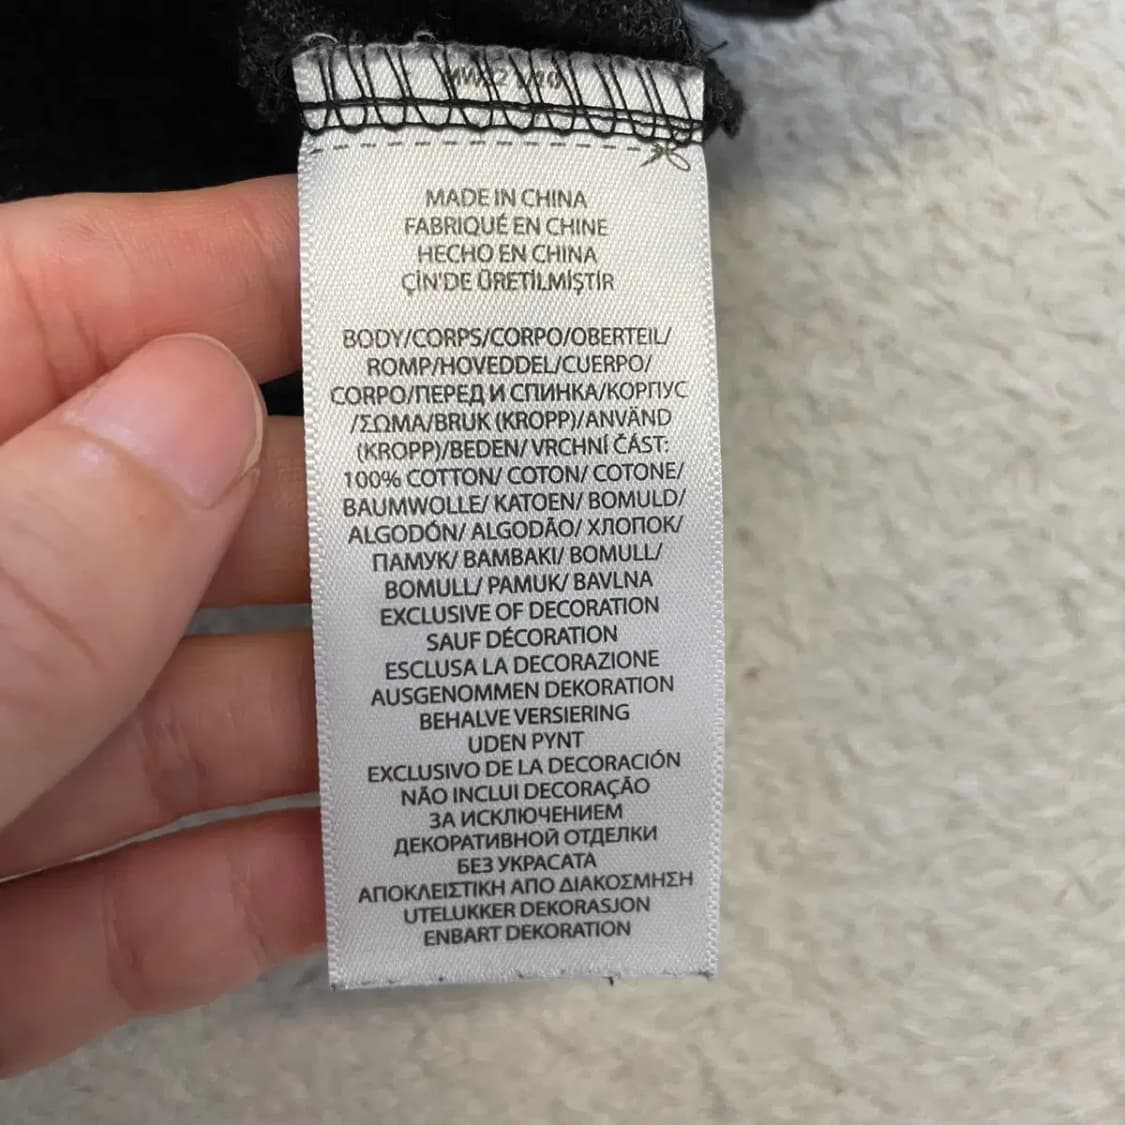 MADE IN CHINA
FABRIQUÉ EN CHINE
HECHO EN CHINA
ÇİN'DE ÜRETİLMİŞTİR
BODY/CORPS/CORPO/OBERTEIL/
ROMP/HOVEDDEL/CUERPO/
CORPO/ПЕРЕД И СПИНКА/КОРПУС
/ΣΩΜΑ/BRUK (KROPP)/ANVÄND
(KROPP)/BEDEN/ VRCHNÍ ČÁST:
100% COTTON/ COTON/ COTONE/
BAUMWOLLE/ KATOEN/ BOMULD/
ALGODÓN/ ALGODÃO/ ХЛОПОК/
ПАМУК/ BAMBAKI/ BOMULL/
BOMULL/ PAMUK/ BAVLNA
EXCLUSIVE OF DECORATION
SAUF DÉCORATION
ESCLUSA LA DECORAZIONE
AUSGENOMMEN DEKORATION
BEHALVE VERSIERING
UDEN PYNT
EXCLUSIVO DE LA DECORACIÓN
NÃO INCLUI DECORAÇÃO
ЗА ИСКЛЮЧЕНИЕМ
ДЕКОРАТИВНОЙ ОТДЕЛКИ
БЕЗ УКРАСАТА
ΑΠΟΚΛΕΙΣΤΙΚΗ ΑΠΟ ΔΙΑΚΟΣΜΗΣΗ
UTELUKKER DEKORASJON
ENBART DEKORATION